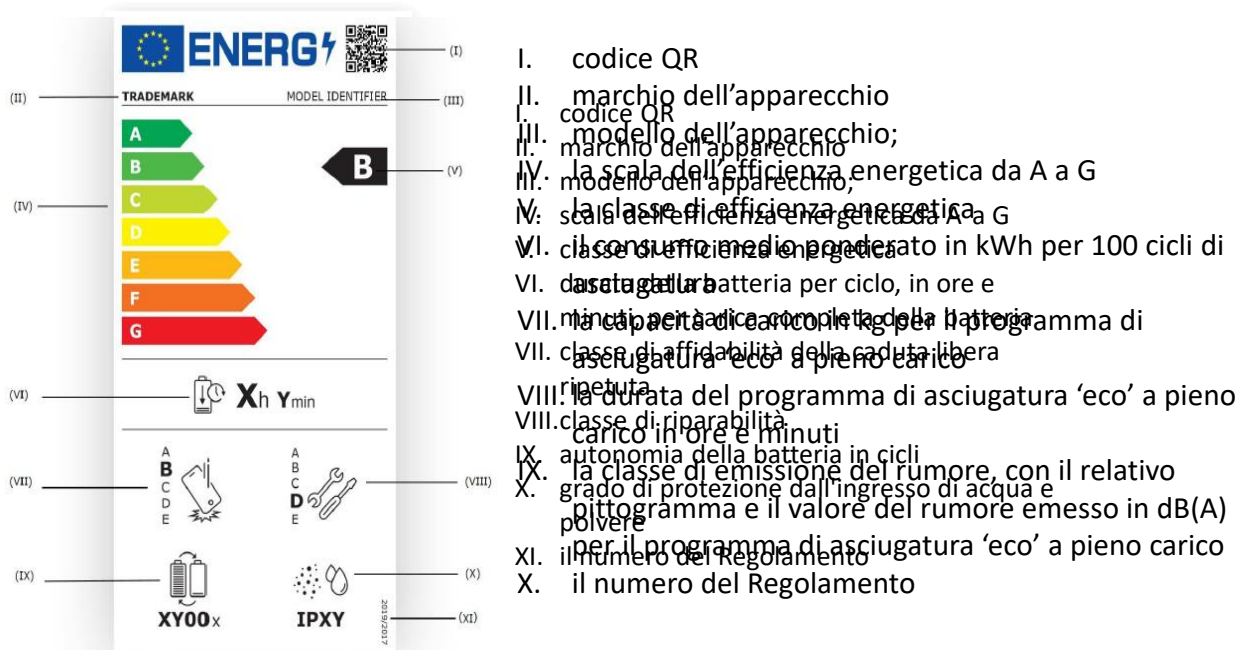 ENERG
(I)
(II)
TRADEMARK
MODEL IDENTIFIER
(III)
A
B
B
(V)
C
(IV)
D
E
F
G
(VI)
Xh Ymin
A
B
C
D
E
(VII)
A
B
C
D
E
(VIII)
(IX)
XY00x
(X)
IPXY
2019/2017
(XI)
I. codice QR
II. marchio dell'apparecchio
III. modello dell'apparecchio;
IV. scala dell'efficienza energetica da A a G
V. classe di efficienza energetica
VI. durata della batteria per ciclo, in ore e
minuti, per carica completa della batteria
VII. classe di affidabilità della caduta libera
ripetuta
VIII. classe di riparabilità
IX. autonomia della batteria in cicli
X. grado di protezione dall'ingresso di acqua e
polvere
XI. il numero del Regolamento
I. codice QR
II. marchio dell’apparecchio
III. modello dell’apparecchio;
IV. la scala dell’efficienza energetica da A a G
V. la classe di efficienza energetica
VI. il consumo medio ponderato in kWh per 100 cicli di
asciugatura
VII. la capacità di carico in kg per il programma di
asciugatura ‘eco’ a pieno carico
VIII. la durata del programma di asciugatura ‘eco’ a pieno
carico in ore e minuti
IX. la classe di emissione del rumore, con il relativo
pittogramma e il valore del rumore emesso in dB(A)
per il programma di asciugatura ‘eco’ a pieno carico
X. il numero del Regolamento